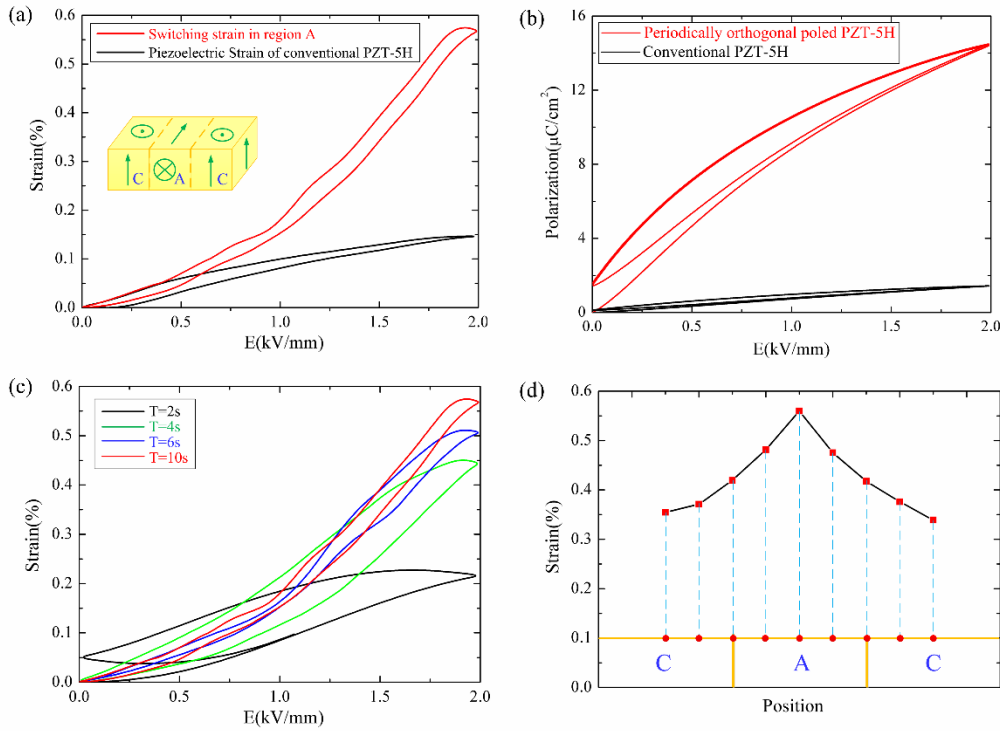 (a)
Switching strain in region A
Piezoelectric Strain of conventional PZT-5H
C
A
C
0.6
0.5
0.4
0.3
0.2
0.1
0.0
Strain(%)
0.0
0.5
1.0
1.5
2.0
E(kV/mm)
(b)
Periodically orthogonal poled PZT-5H
Conventional PZT-5H
16
12
8
4
0
Polarization(μC/cm²)
0.0
0.5
1.0
1.5
2.0
E(kV/mm)
(c)
T=2s
T=4s
T=6s
T=10s
0.6
0.5
0.4
0.3
0.2
0.1
0.0
Strain(%)
0.0
0.5
1.0
1.5
2.0
E(kV/mm)
(d)
0.6
0.5
0.4
0.3
0.2
0.1
0.0
Strain(%)
C
A
C
Position